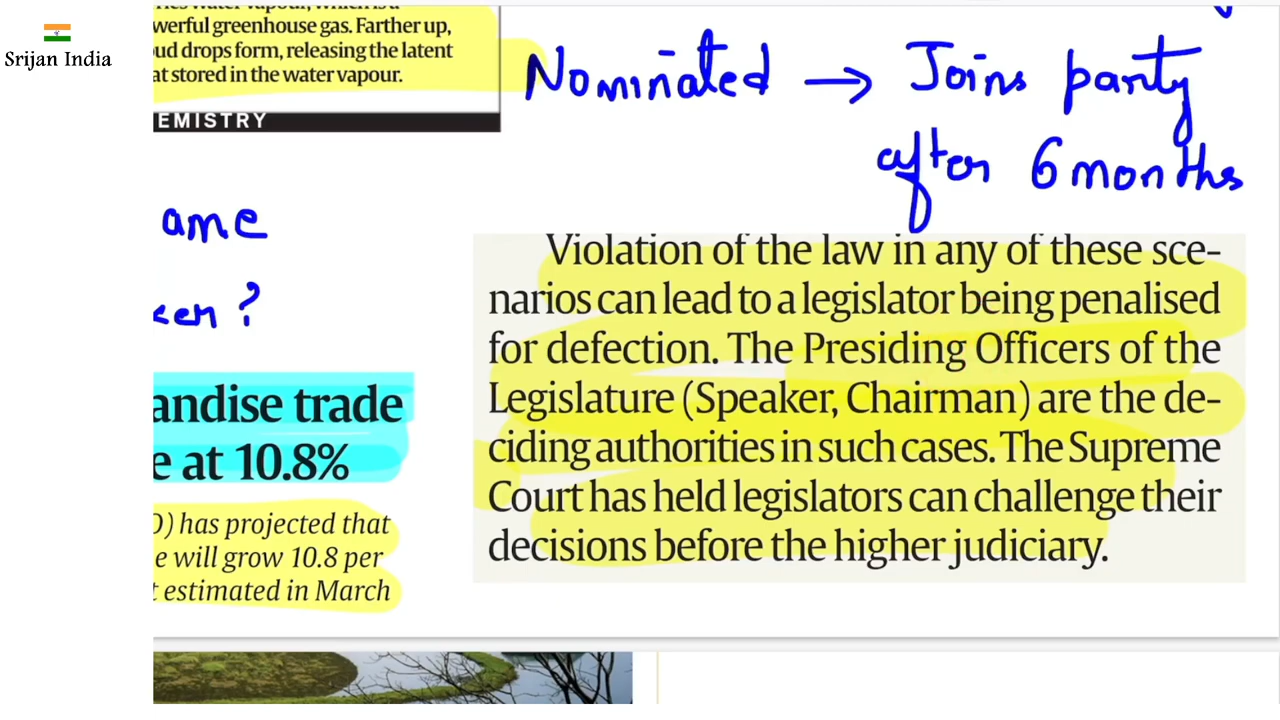 Srijan India
werful greenhouse gas. Farther up,
ud drops form, releasing the latent
at stored in the water vapour.
EMISTRY
Nominated → Joins party
after 6 months
ame
een ?
Violation of the law in any of these sce-
narios can lead to a legislator being penalised
for defection. The Presiding Officers of the
Legislature (Speaker, Chairman) are the de-
ciding authorities in such cases. The Supreme
Court has held legislators can challenge their
decisions before the higher judiciary.
andise trade
e at 10.8%
O) has projected that
e will grow 10.8 per
t estimated in March